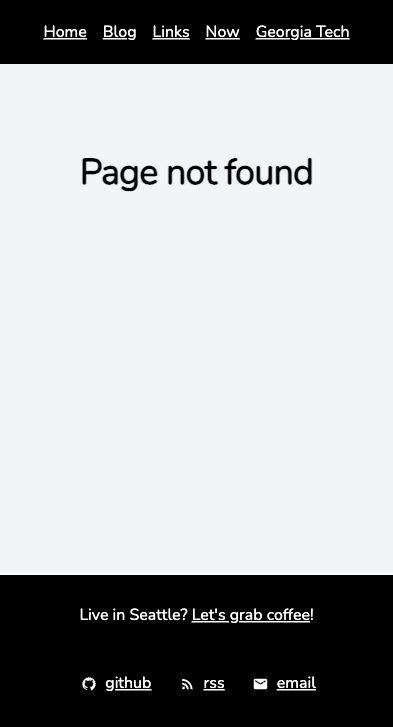 Home Blog Links Now Georgia Tech
Page not found
Live in Seattle? Let's grab coffee!
github rss email